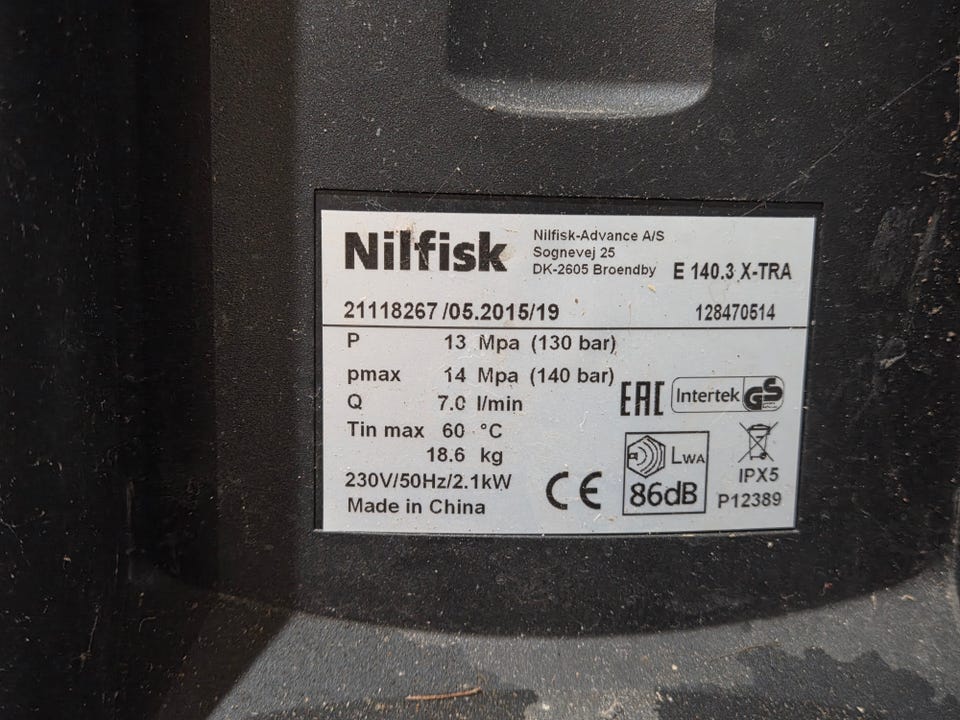 Nilfisk
Nilfisk-Advance A/S
Sognevej 25
DK-2605 Broendby
E 140.3 X-TRA
21118267 /05.2015/19
128470514
P 13 Mpa (130 bar)
pmax 14 Mpa (140 bar)
Q 7.0 l/min
Tin max 60 °C
18.6 kg
230V/50Hz/2.1kW
Made in China
EAC
Intertek GS
CE
LWA
86dB
IPX5
P12389